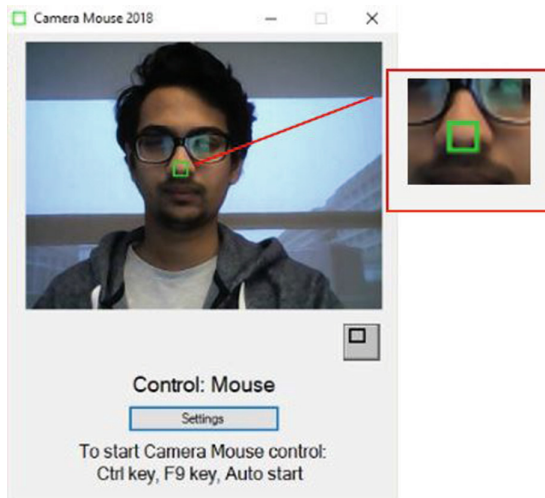 Camera Mouse 2018
Control: Mouse
Settings
To start Camera Mouse control:
Ctrl key, F9 key, Auto start